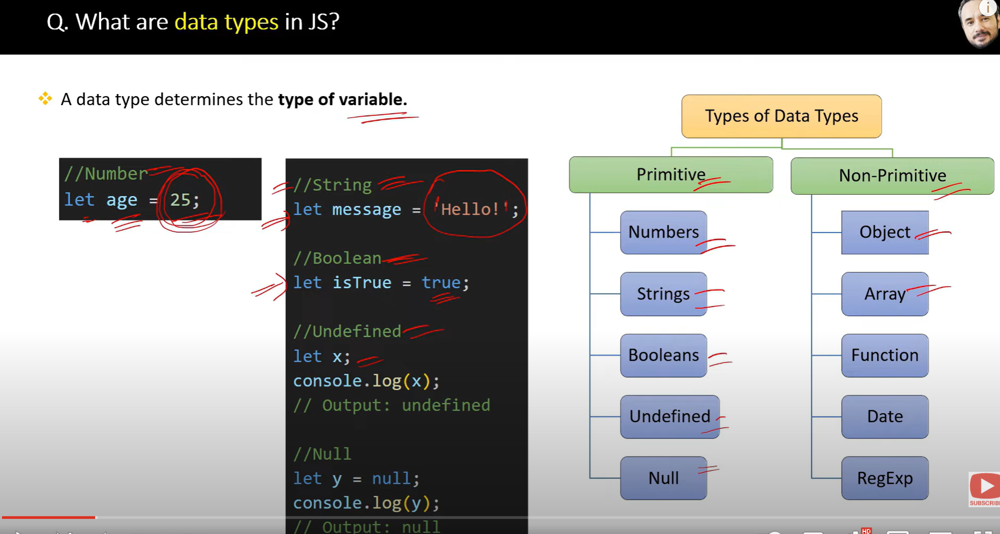 Q. What are data types in JS?
A data type determines the type of variable.
//Number
let age = 25;
//String
let message = 'Hello!';
//Boolean
let isTrue = true;
//Undefined
let x;
console.log(x);
// Output: undefined
//Null
let y = null;
console.log(y);
// Output: null
Types of Data Types
Primitive
Numbers
Strings
Booleans
Undefined
Null
Non-Primitive
Object
Array
Function
Date
RegExp
SUBSCRIBE
HD